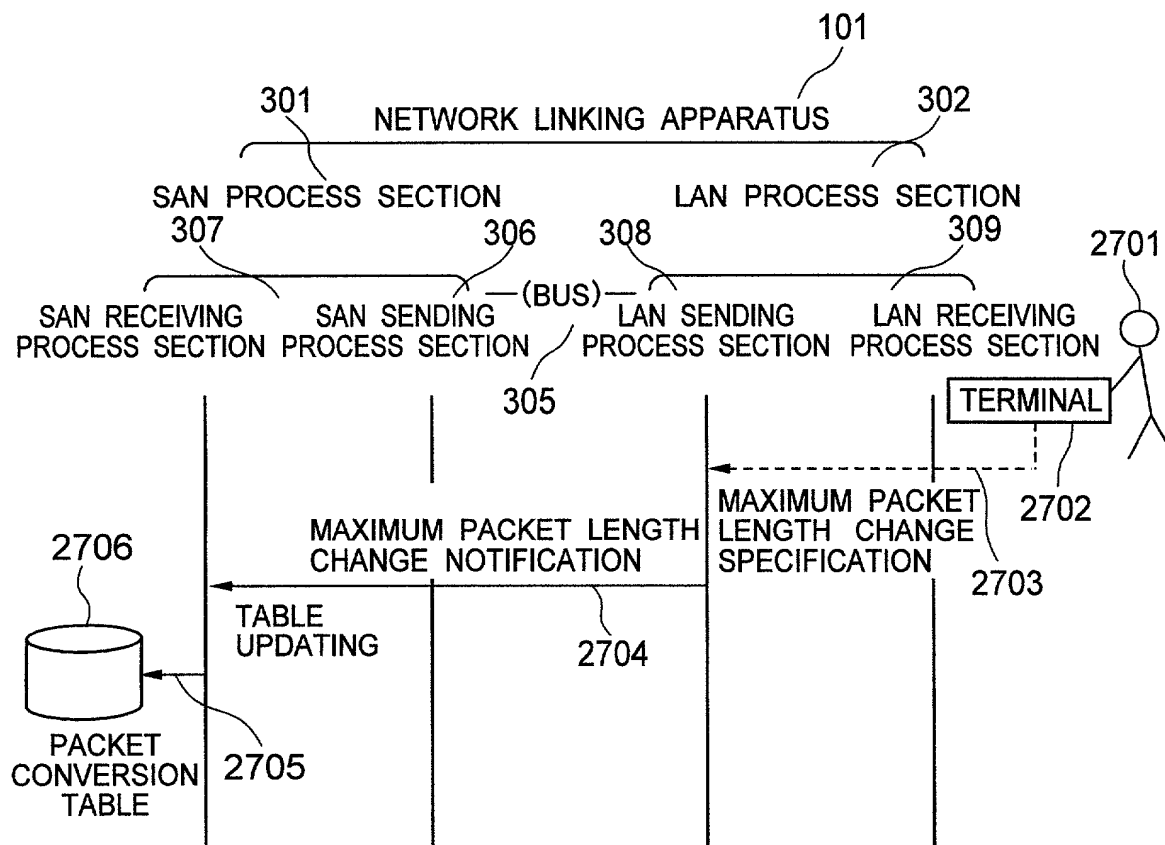 101
301
302
NETWORK LINKING APPARATUS
SAN PROCESS SECTION
LAN PROCESS SECTION
307
306
308
309
2701
(BUS)
SAN RECEIVING
PROCESS SECTION
SAN SENDING
PROCESS SECTION
LAN SENDING
PROCESS SECTION
LAN RECEIVING
PROCESS SECTION
305
TERMINAL
2702
MAXIMUM PACKET
LENGTH CHANGE
SPECIFICATION
2703
MAXIMUM PACKET LENGTH
CHANGE NOTIFICATION
2706
TABLE
UPDATING
2704
PACKET
CONVERSION
TABLE
2705